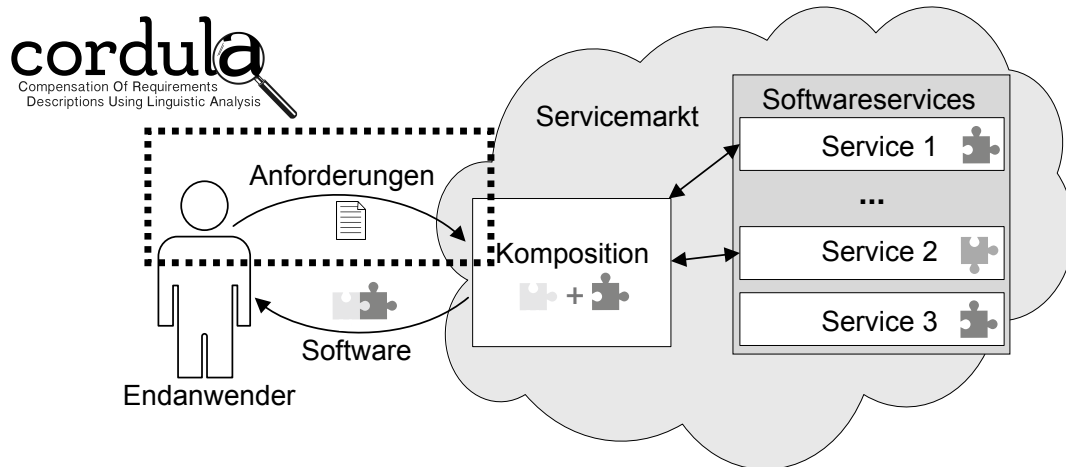 cordula
Compensation Of Requirements
Descriptions Using Linguistic Analysis
Servicemarkt
Softwareservices
Service 1
...
Service 2
Service 3
Anforderungen
Komposition
+
Software
Endanwender